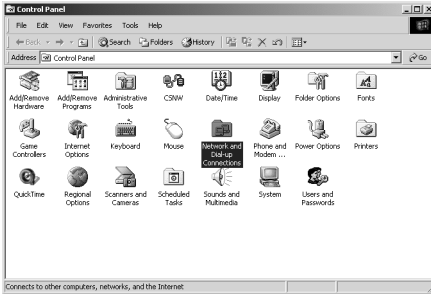 Control Panel
File Edit View Favorites Tools Help
Back Search Folders History
Address Control Panel Go
Add/Remove Hardware
Add/Remove Programs
Administrative Tools
CSNW
Date/Time
Display
Folder Options
Fonts
Game Controllers
Internet Options
Keyboard
Mouse
Network and Dial-up Connections
Phone and Modem ...
Power Options
Printers
QuickTime
Regional Options
Scanners and Cameras
Scheduled Tasks
Sounds and Multimedia
System
Users and Passwords
Connects to other computers, networks, and the Internet